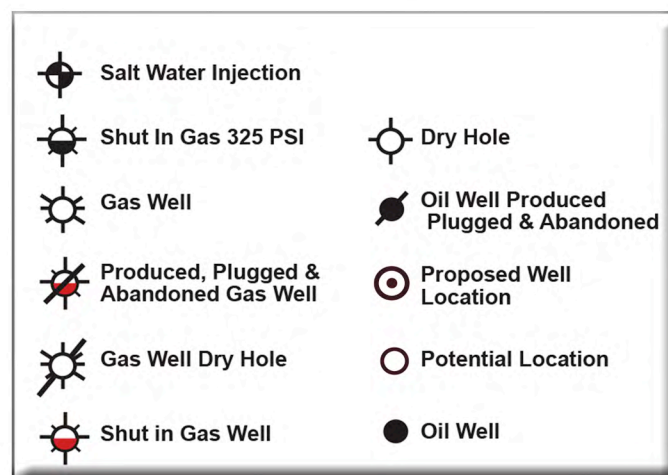 Salt Water Injection
Shut In Gas 325 PSI
Gas Well
Produced, Plugged &
Abandoned Gas Well
Gas Well Dry Hole
Shut in Gas Well
Dry Hole
Oil Well Produced
Plugged & Abandoned
Proposed Well
Location
Potential Location
Oil Well